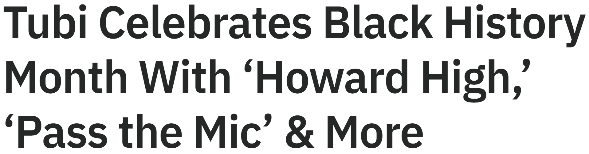 Tubi Celebrates Black History
Month With ‘Howard High,’
‘Pass the Mic’ & More